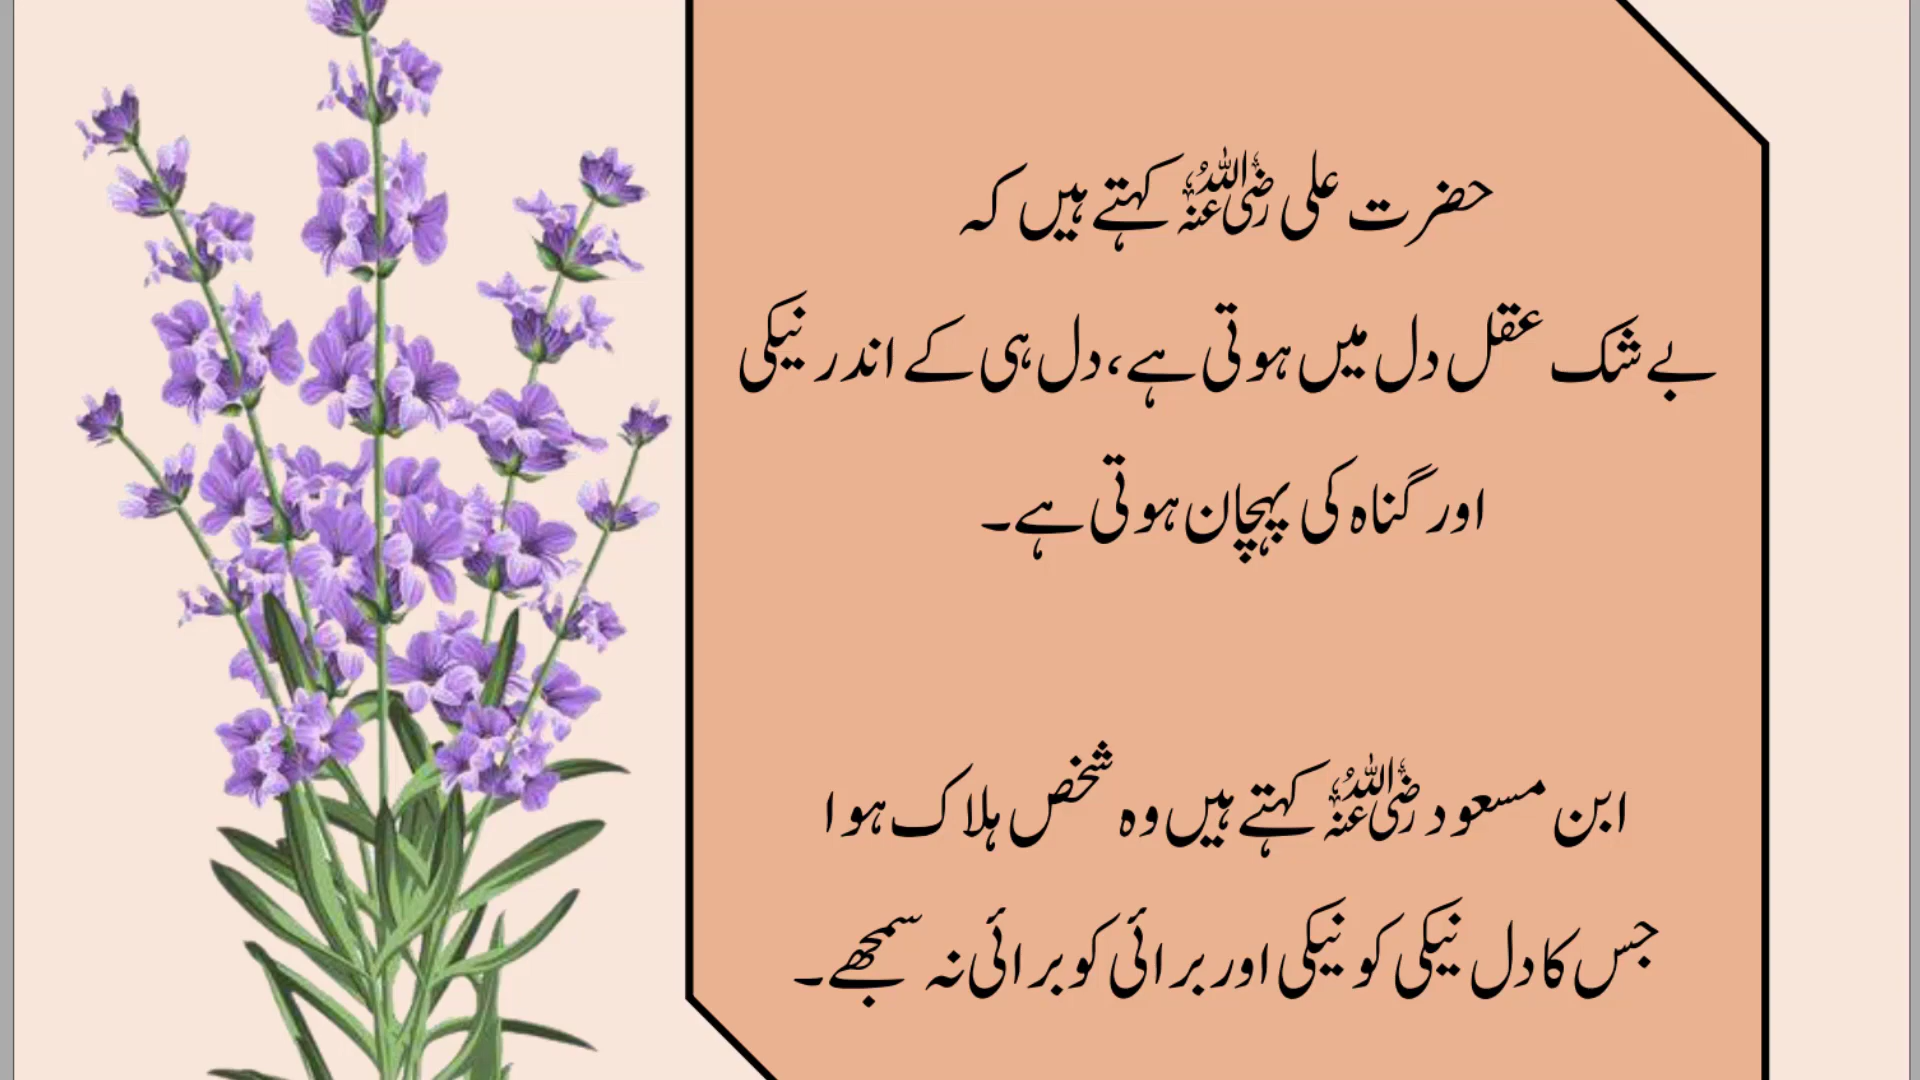 حضرت علی رضی اللہ عنہ کہتے ہیں کہ
بے شک عقل دل میں ہوتی ہے، دل ہی کے اندر نیکی
اور گناہ کی پہچان ہوتی ہے۔
ابن مسعود رضی اللہ عنہ کہتے ہیں وہ شخص ہلاک ہوا
جس کا دل نیکی کو نیکی اور برائی کو برائی نہ سمجھے۔